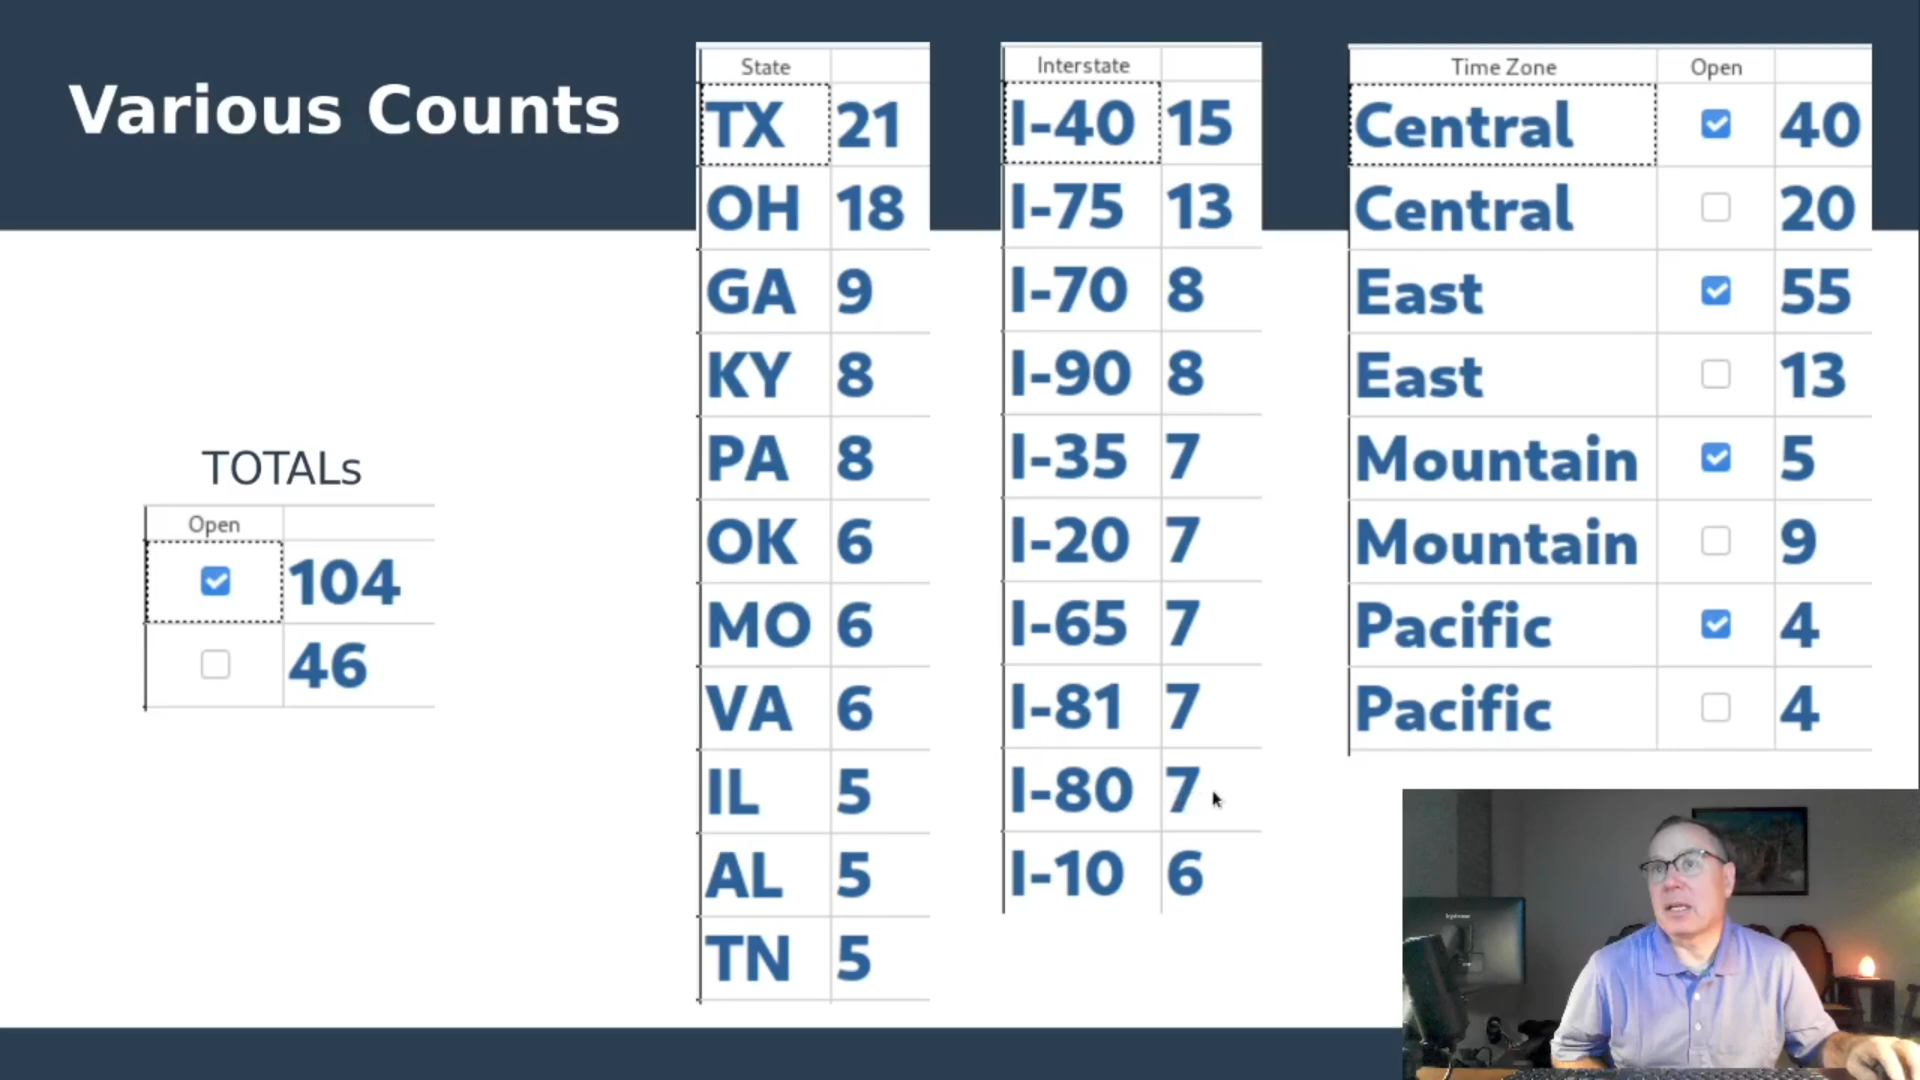 Various Counts
TOTALs
Open
104
46
State
TX 21
OH 18
GA 9
KY 8
PA 8
OK 6
MO 6
VA 6
IL 5
AL 5
TN 5
Interstate
I-40 15
I-75 13
I-70 8
I-90 8
I-35 7
I-20 7
I-65 7
I-81 7
I-80 7
I-10 6
Time Zone Open
Central 40
Central 20
East 55
East 13
Mountain 5
Mountain 9
Pacific 4
Pacific 4